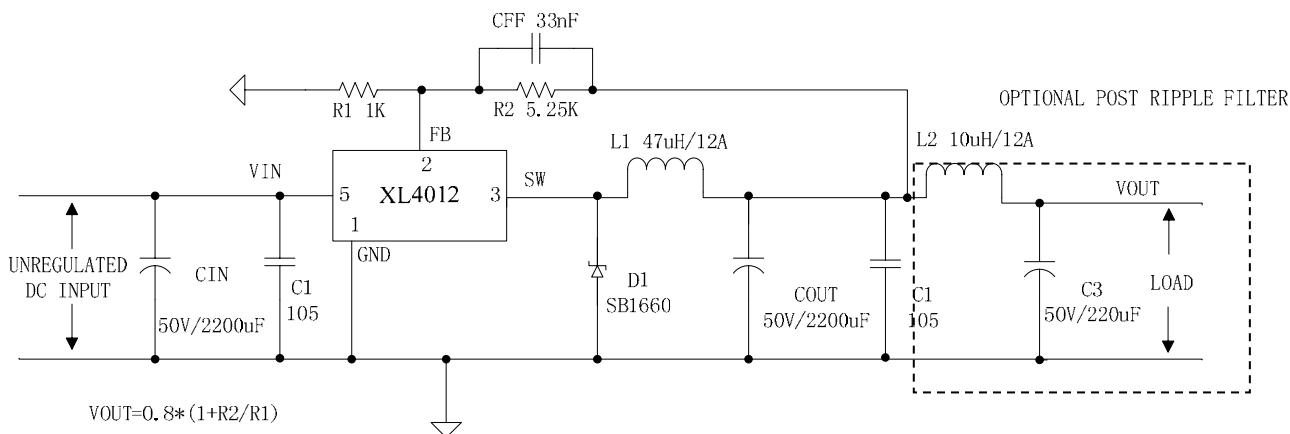 CFF 33nF
R1 1K
R2 5.25K
OPTIONAL POST RIPPLE FILTER
FB
L1 47uH/12A
L2 10uH/12A
2
VIN
SW
VOUT
5
XL4012
3
1
GND
UNREGULATED
DC INPUT
CIN
50V/2200uF
C1
105
D1
SB1660
COUT
50V/2200uF
C1
105
C3
50V/220uF
LOAD
VOUT=0.8*(1+R2/R1)